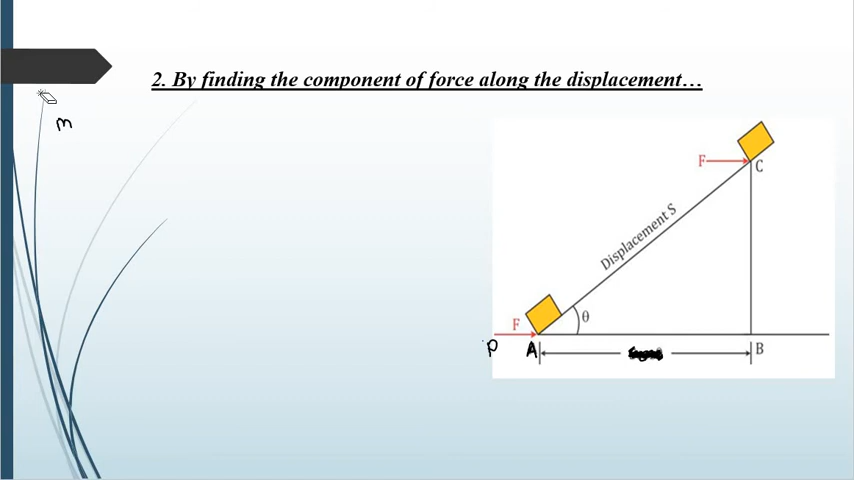 2. By finding the component of force along the displacement…
m
F
C
Displacement S
θ
F
P
A
B